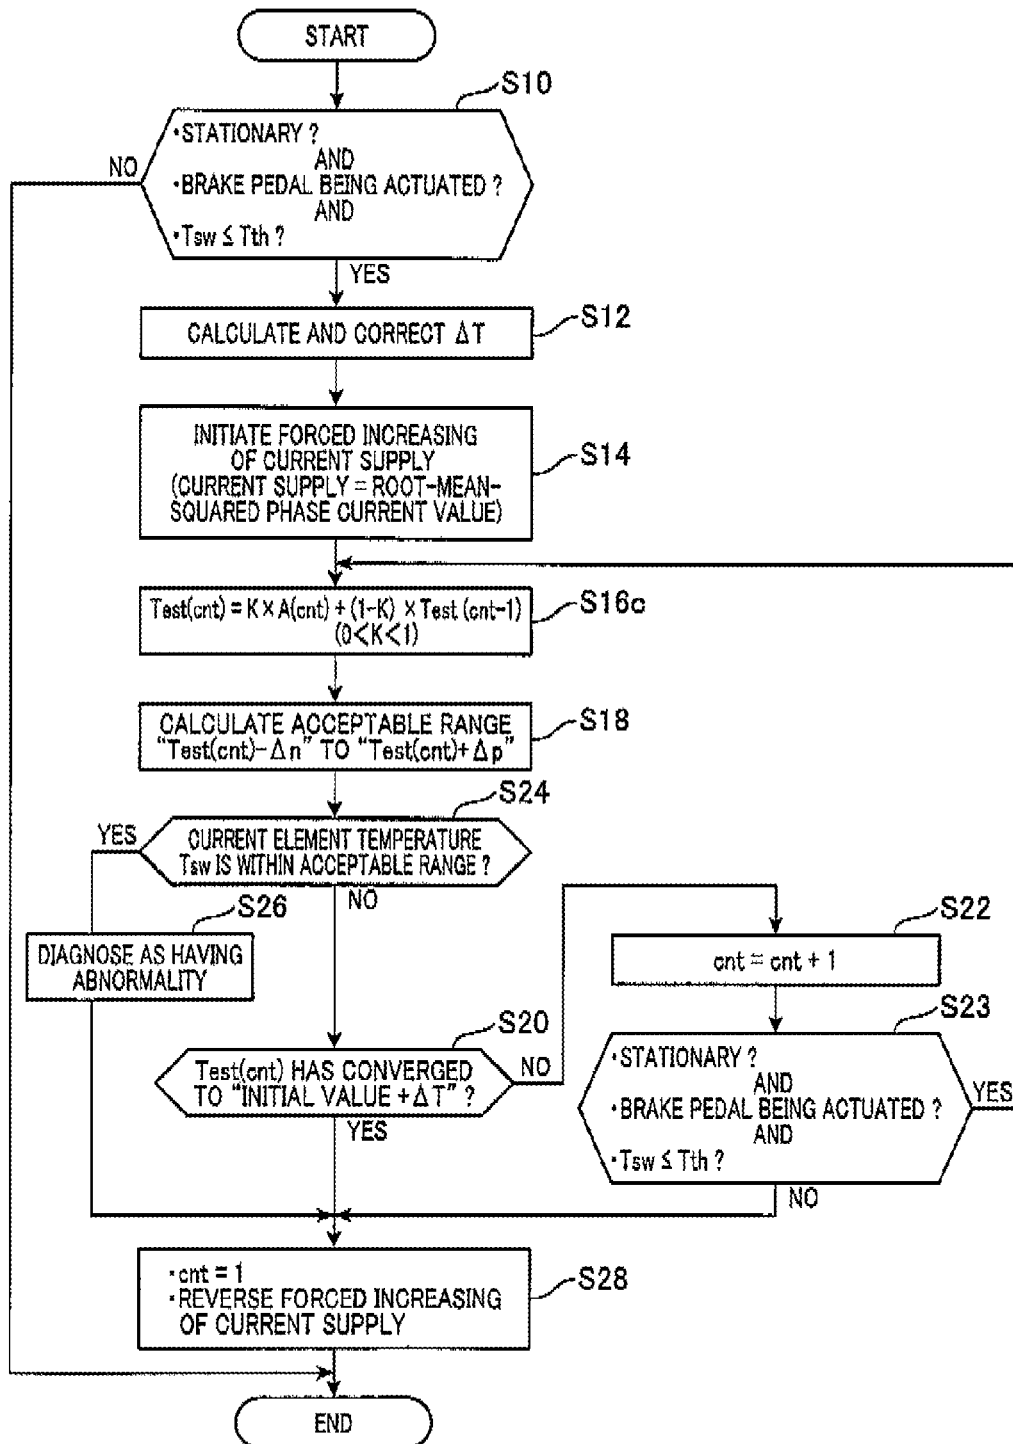 START
S10
・STATIONARY ?
AND
・BRAKE PEDAL BEING ACTUATED ?
AND
・Tsw ≤ Tth ?
NO
YES
CALCULATE AND CORRECT ΔT
S12
INITIATE FORCED INCREASING
OF CURRENT SUPPLY
(CURRENT SUPPLY = ROOT-MEAN-
SQUARED PHASE CURRENT VALUE)
S14
Test(cnt) = K × A(cnt) + (1-K) × Test (cnt-1)
(0<K<1)
S16c
CALCULATE ACCEPTABLE RANGE
“Test(cnt)-Δn” TO “Test(cnt)+Δp”
S18
S24
YES
CURRENT ELEMENT TEMPERATURE
Tsw IS WITHIN ACCEPTABLE RANGE ?
NO
S26
DIAGNOSE AS HAVING
ABNORMALITY
S22
cnt = cnt + 1
S20
Test(cnt) HAS CONVERGED
TO “INITIAL VALUE +ΔT” ?
NO
YES
S23
・STATIONARY ?
AND
・BRAKE PEDAL BEING ACTUATED ?
AND
・Tsw ≤ Tth ?
YES
NO
・cnt = 1
・REVERSE FORCED INCREASING
OF CURRENT SUPPLY
S28
END